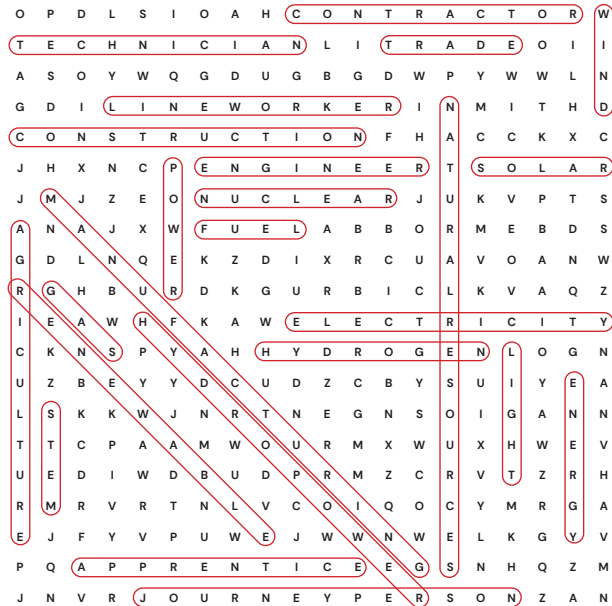 O P D L S I O A H C O N T R A C T O R W
T E C H N I C I A N L I T R A D E O I I
A S O Y W Q G D U G B G D W P Y W W L N
G D I L I N E W O R K E R I N M I T H D
C O N S T R U C T I O N F H A C C K X C
J H X N C P E N G I N E E R T S O L A R
J M J Z E O N U C L E A R J U K V P T S
A N A J X W F U E L A B B O R M E B D S
G D L N Q E K Z D I X R C U A V O A N W
R G H B U R D K G U R B I C L K V A Q Z
I E A W H F K A W E L E C T R I C I T Y
C K N S P Y A H H Y D R O G E N L O G N
U Z B E Y Y D C U D Z C B Y S U I Y E A
L S K K W J N R T N E G N S O I G A N N
T T C P A A M W O U R M X W U X H W E V
U E D I W D B U D P R M Z C R V T Z R H
R M R V R T N L V C O I Q O C Y M R G A
E J F Y V P U W E J W W N W E L K G Y V
P Q A P P R E N T I C E E G S N H Q Z M
J N V R J O U R N E Y P E R S O N Z A N